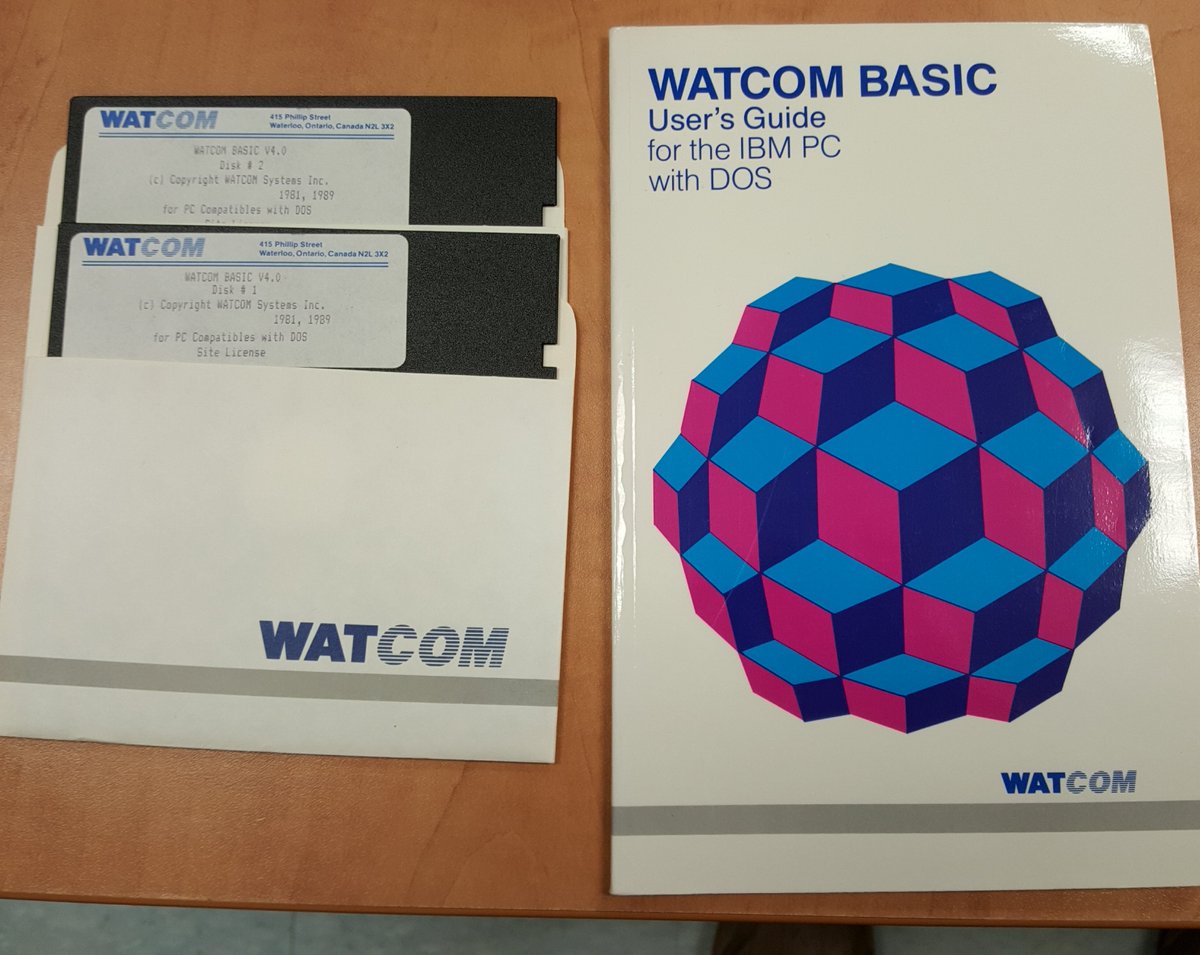 WATCOM
415 Phillip Street
Waterloo, Ontario, Canada N2L 3X2
WATCOM BASIC V4.0
Disk # 2
(c) Copyright WATCOM Systems Inc.
1981, 1989
for PC Compatibles with DOS
Site License
WATCOM
415 Phillip Street
Waterloo, Ontario, Canada N2L 3X2
WATCOM BASIC V4.0
Disk # 1
(c) Copyright WATCOM Systems Inc.
1981, 1989
for PC Compatibles with DOS
Site License
WATCOM
WATCOM BASIC
User's Guide
for the IBM PC
with DOS
WATCOM